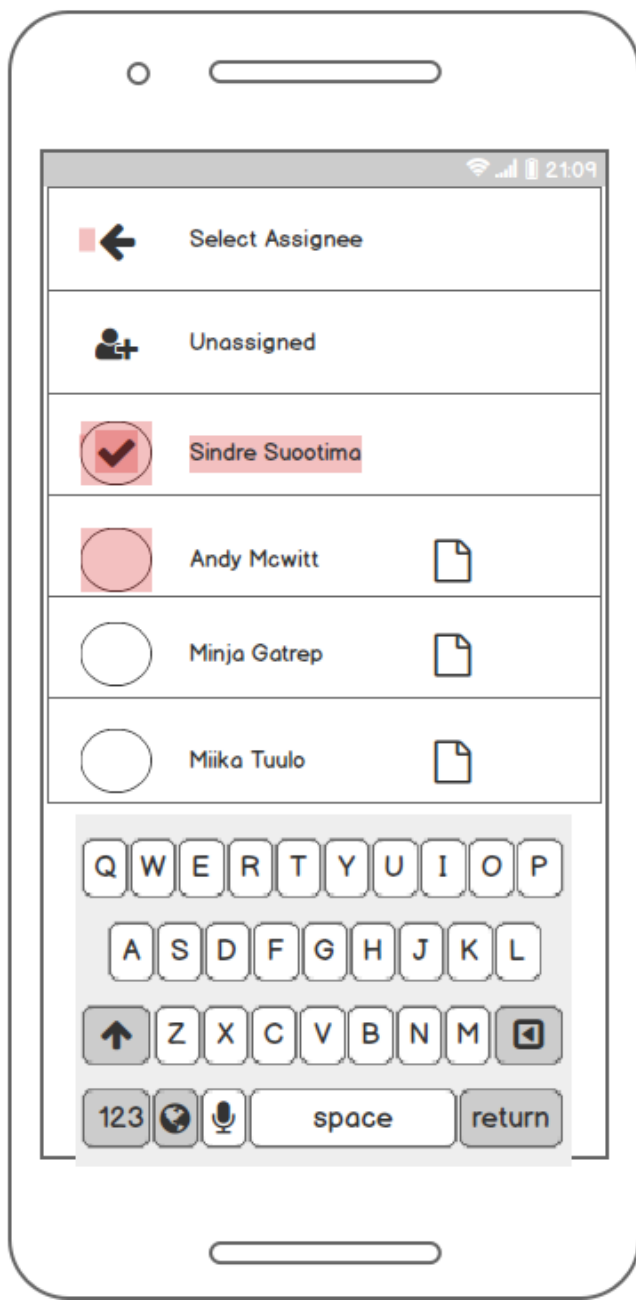 21:09
Select Assignee
Unassigned
Sindre Suootima
Andy Mcwitt
Minja Gatrep
Miika Tuulo
Q W E R T Y U I O P
A S D F G H J K L
Z X C V B N M
123 space return